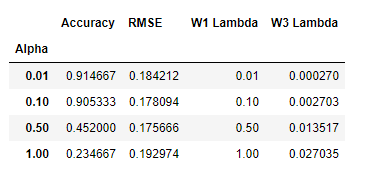 Accuracy RMSE W1 Lambda W3 Lambda
Alpha
0.01 0.914667 0.184212 0.01 0.000270
0.10 0.905333 0.178094 0.10 0.002703
0.50 0.452000 0.175666 0.50 0.013517
1.00 0.234667 0.192974 1.00 0.027035